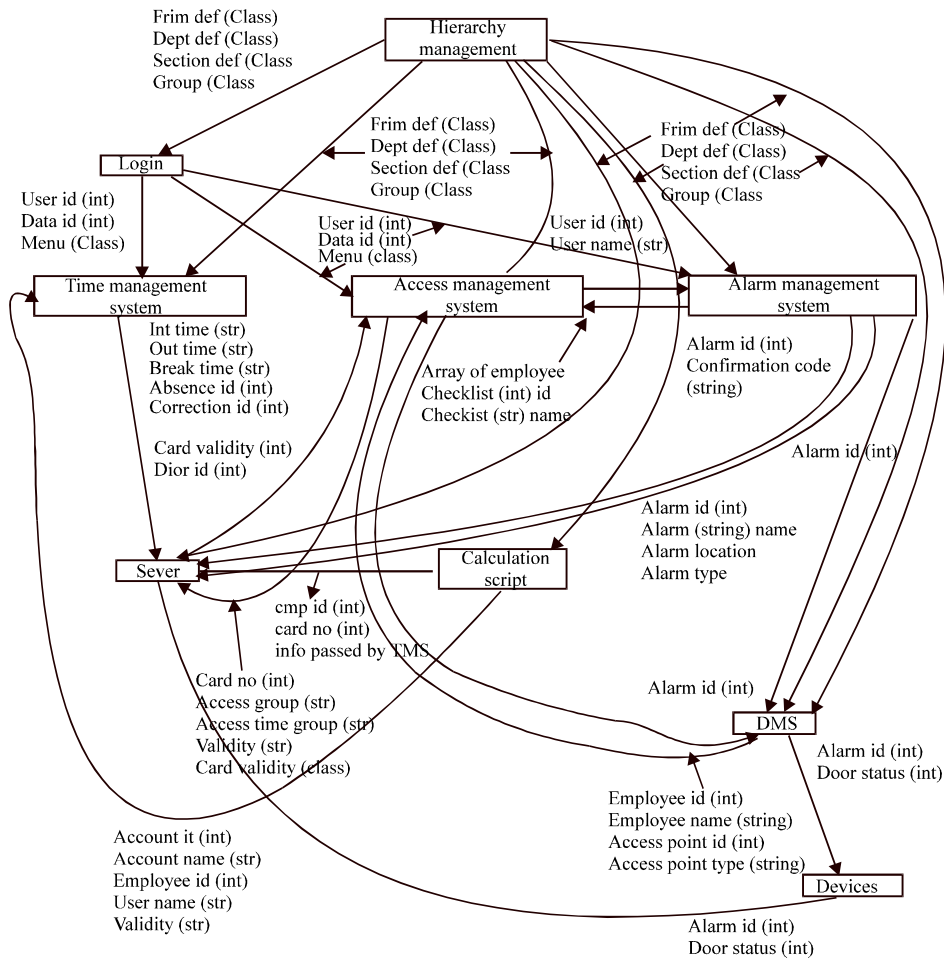 Frim def (Class)
Dept def (Class)
Section def (Class
Group (Class
Hierarchy
management
Frim def (Class)
Dept def (Class)
Section def (Class
Group (Class
Frim def (Class)
Dept def (Class)
Section def (Class
Group (Class
Login
User id (int)
Data id (int)
Menu (Class)
User id (int)
Data id (int)
Menu (class)
User id (int)
User name (str)
Time management
system
Access management
system
Alarm management
system
Int time (str)
Out time (str)
Break time (str)
Absence id (int)
Correction id (int)
Array of employee
Checklist (int) id
Checkist (str) name
Alarm id (int)
Confirmation code
(string)
Card validity (int)
Dior id (int)
Alarm id (int)
Alarm id (int)
Alarm (string) name
Alarm location
Alarm type
Sever
Calculation
script
cmp id (int)
card no (int)
info passed by TMS
Card no (int)
Access group (str)
Access time group (str)
Validity (str)
Card validity (class)
Alarm id (int)
DMS
Alarm id (int)
Door status (int)
Employee id (int)
Employee name (string)
Access point id (int)
Access point type (string)
Account it (int)
Account name (str)
Employee id (int)
User name (str)
Validity (str)
Devices
Alarm id (int)
Door status (int)